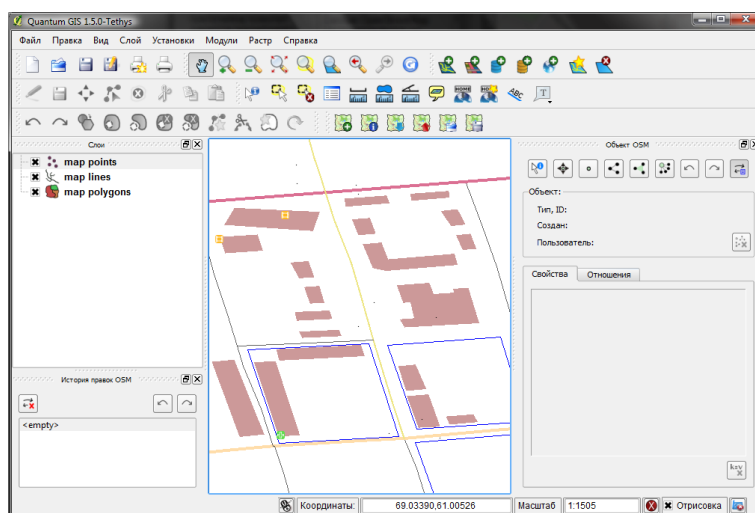 Quantum GIS 1.5.0-Tethys
Файл Правка Вид Слой Установки Модули Растр Справка
Слои
map points
map lines
map polygons
История правок OSM
<empty>
Объект OSM
Объект:
Тип, ID:
Создан:
Пользователь:
Свойства Отношения
Координаты: 69.03390,61.00526 Масштаб 1:1505 Отрисовка